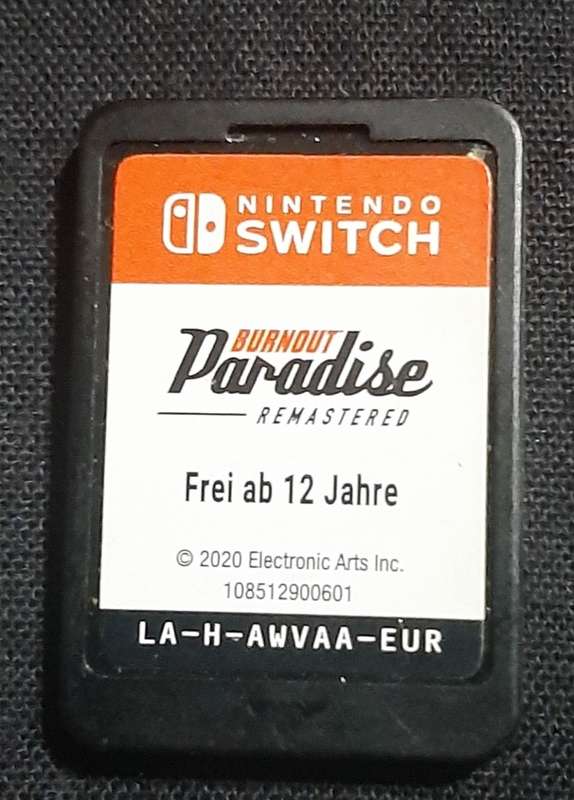 NINTENDO
SWITCH
BURNOUT
Paradise
REMASTERED
Frei ab 12 Jahre
© 2020 Electronic Arts Inc.
108512900601
LA-H-AWVAA-EUR